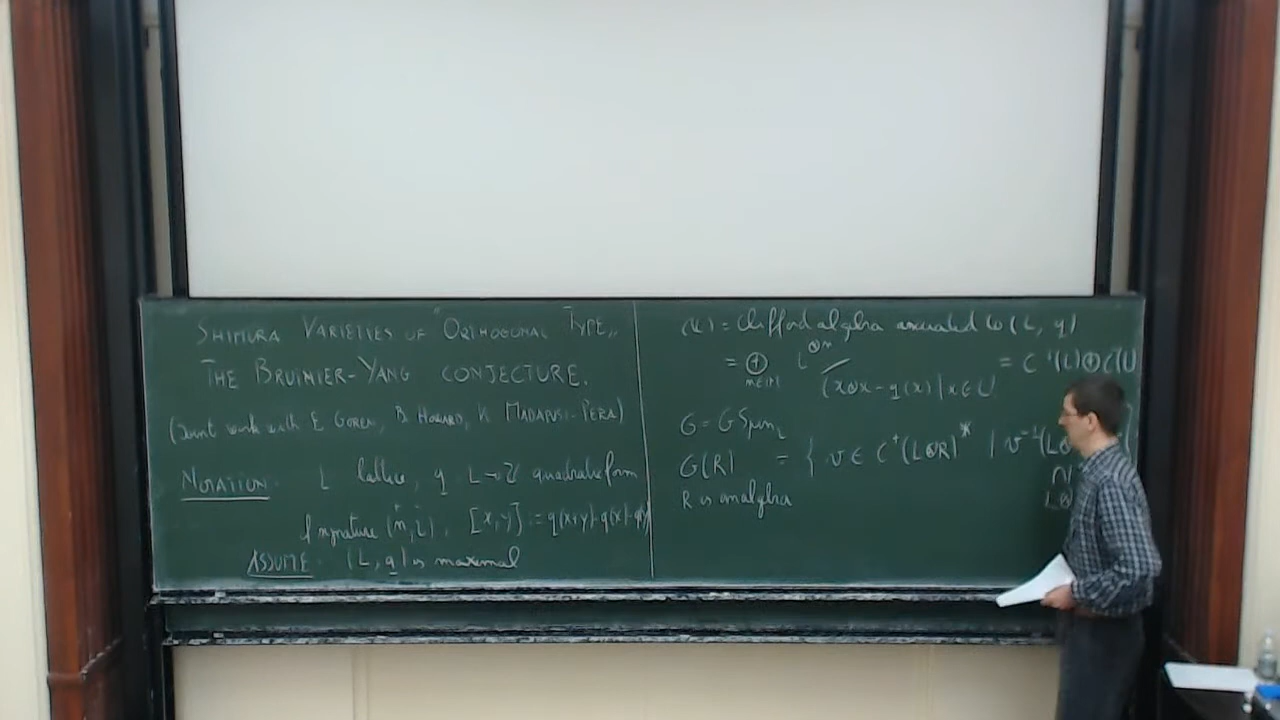 SHIMURA VARIETIES OF ORTHOGONAL TYPE,
THE BRUINIER-YANG CONJECTURE.
(Joint work with E. GOREN, B HOWARD, K MADAPUSI-PERA)
NOTATION: L lattice, q: L→Z quadratic form
of signature (n,2), [x,y] := q(x+y)-q(x)-q(y)
ASSUME: (L,q) is maximal
C(L) = Clifford algebra associated to (L, q)
= ⊕ L^{⊗n} / (x⊗x - q(x) | x ∈ L) = C⁺(L)⊕C⁻(L)
n∈N
G = GSpin_L
G(R) = { v ∈ C⁺(L⊗R)^* | v^{-1}(L⊗
R is an algebra